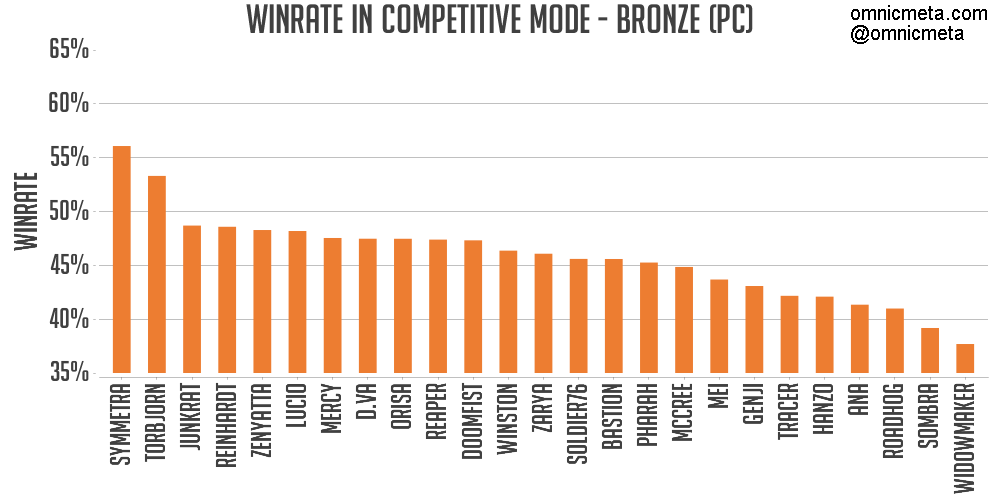 WINRATE IN COMPETITIVE MODE - BRONZE (PC)
omnicmeta.com
@omnicmeta
65%
60%
55%
50%
45%
40%
35%
WINRATE
SYMMETRA
TORBJORN
JUNKRAT
REINHARDT
ZENYATTA
LUCIO
MERCY
D.VA
ORISA
REAPER
DOOMFIST
WINSTON
ZARYA
SOLDIER76
BASTION
PHARAH
MCCREE
MEI
GENJI
TRACER
HANZO
ANA
ROADHOG
SOMBRA
WIDOWMAKER